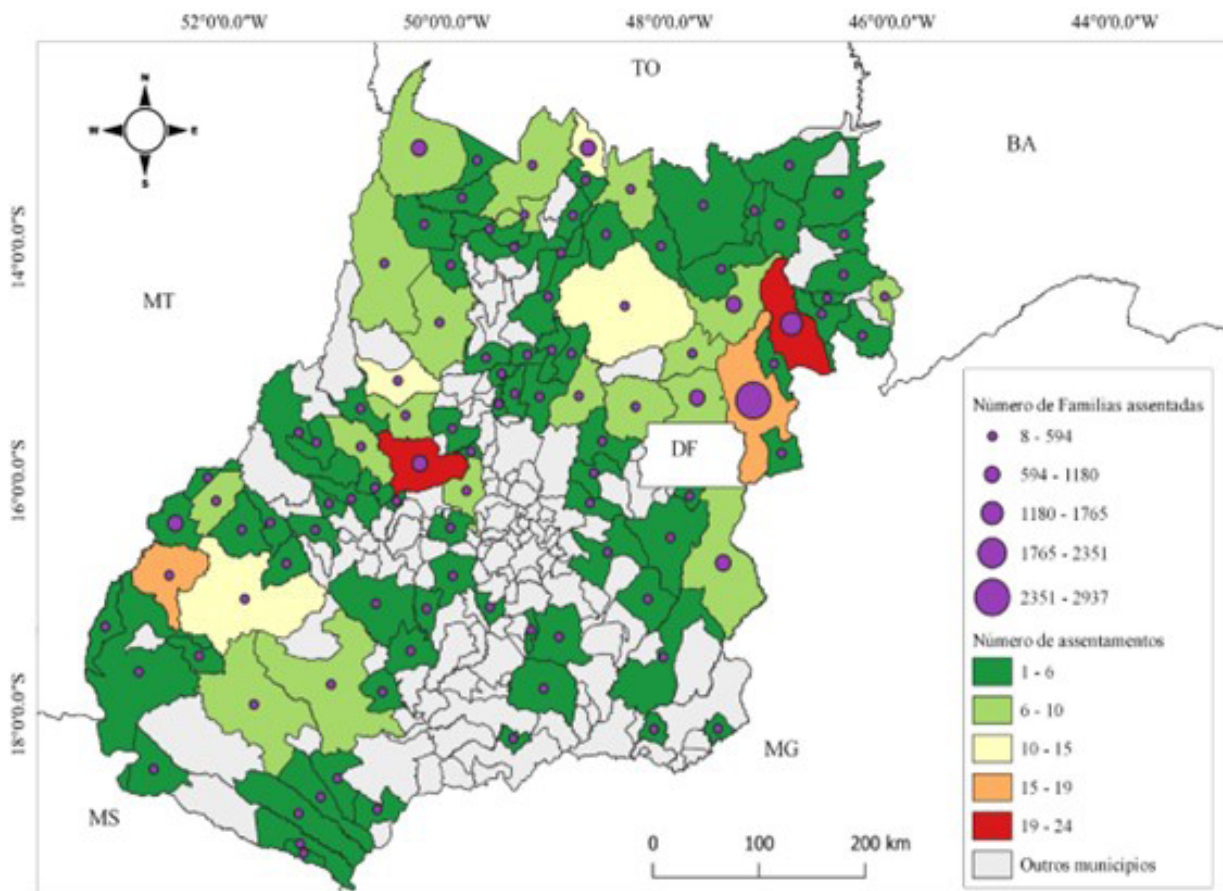 52°0'0.0"W 50°0'0.0"W 48°0'0.0"W 46°0'0.0"W 44°0'0.0"W
N
W E
S
TO
BA
14°0'0.0"S
MT
DF
16°0'0.0"S
18°0'0.0"S
MG
MS
0 100 200 km
Número de Familias assentadas
8 - 594
594 - 1180
1180 - 1765
1765 - 2351
2351 - 2937
Número de assentamentos
1 - 6
6 - 10
10 - 15
15 - 19
19 - 24
Outros municipios